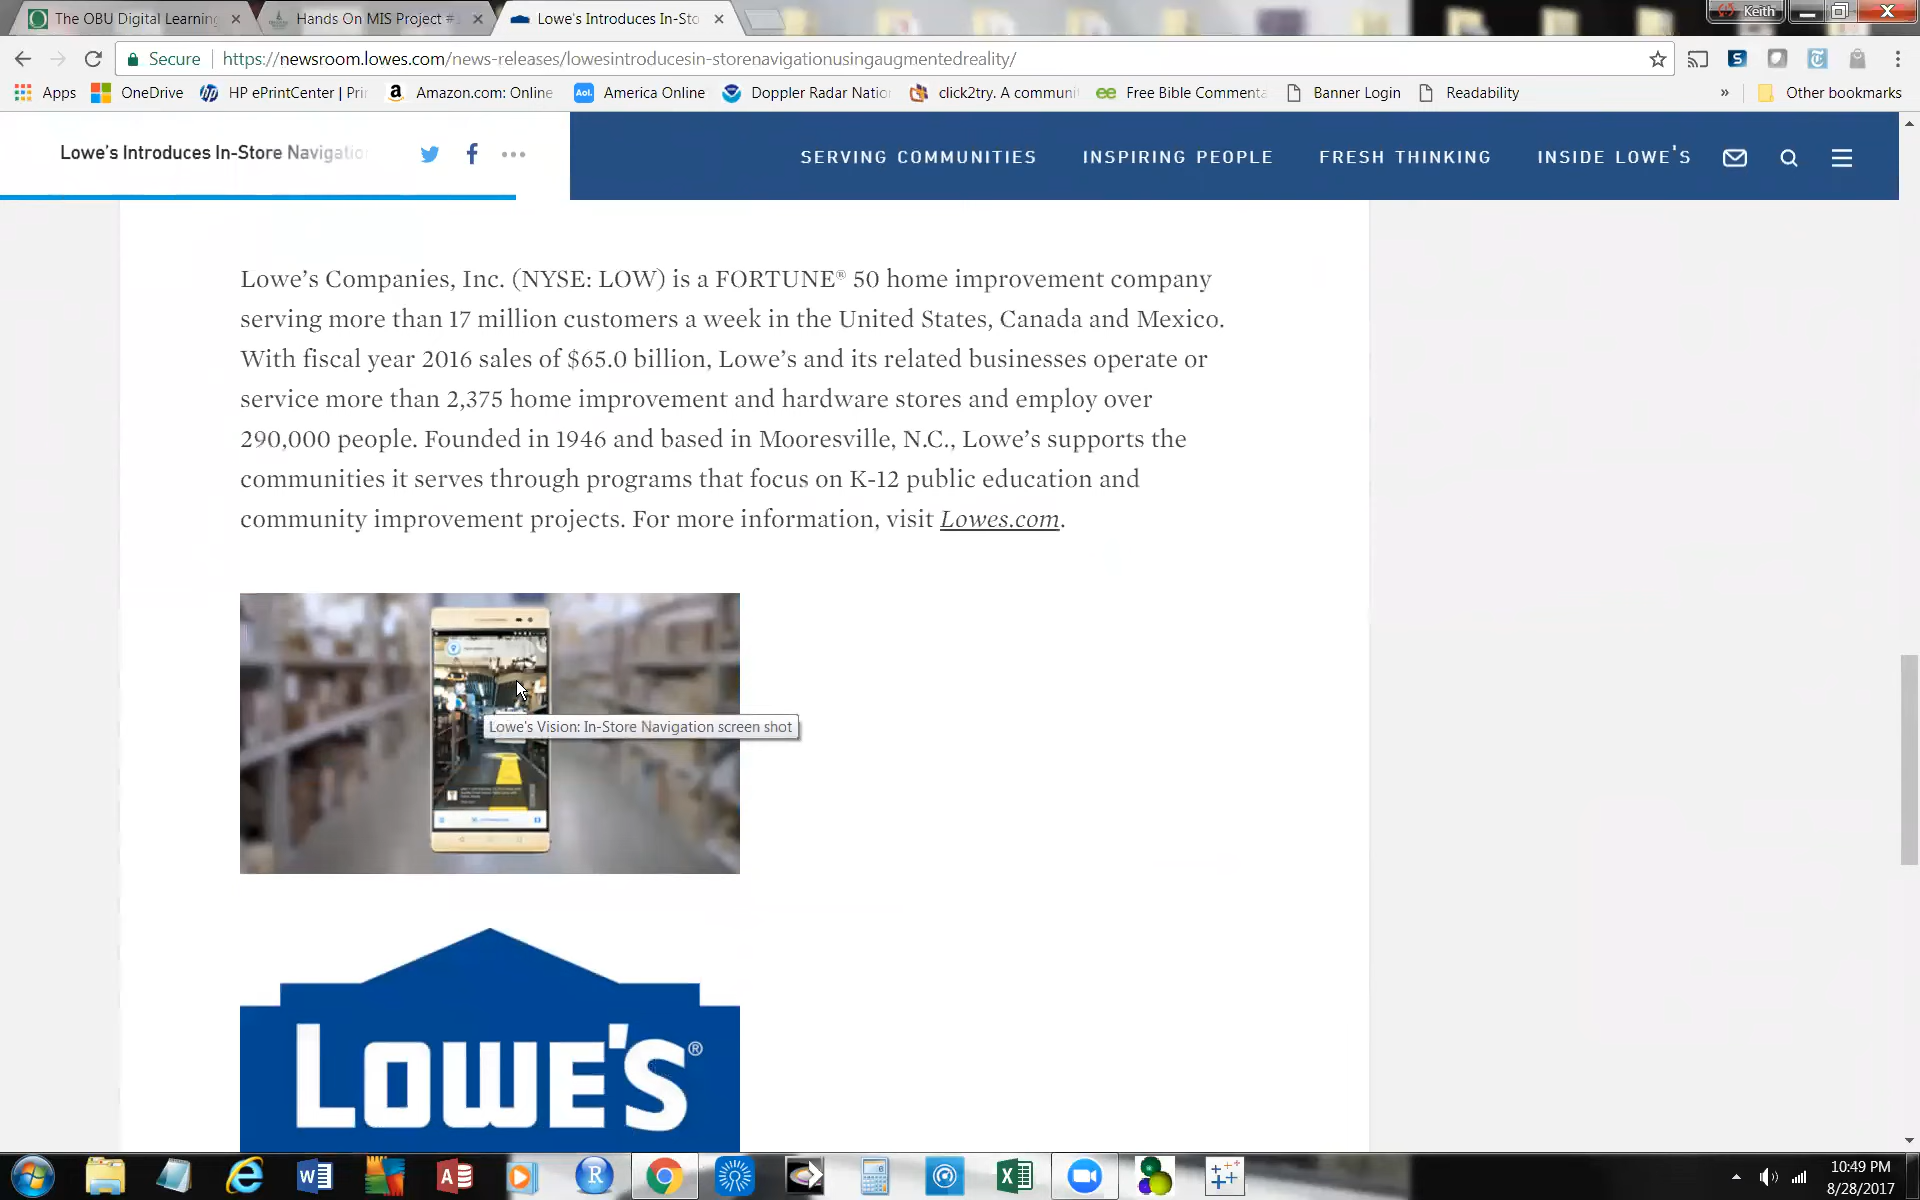 The OBU Digital Learning
Hands On MIS Project #
Lowe's Introduces In-Sto
Keith
Secure
https://newsroom.lowes.com/news-releases/lowesintroducesin-storenavigationusingaugmentedreality/
Apps
OneDrive
HP ePrintCenter | Pri
Amazon.com: Online
Aol.
America Online
Doppler Radar Natio
click2try. A communi
Free Bible Commenta
Banner Login
Readability
»
Other bookmarks
Lowe's Introduces In-Store Navigatio
SERVING COMMUNITIES
INSPIRING PEOPLE
FRESH THINKING
INSIDE LOWE'S
Lowe's Companies, Inc. (NYSE: LOW) is a FORTUNE® 50 home improvement company
serving more than 17 million customers a week in the United States, Canada and Mexico.
With fiscal year 2016 sales of $65.0 billion, Lowe's and its related businesses operate or
service more than 2,375 home improvement and hardware stores and employ over
290,000 people. Founded in 1946 and based in Mooresville, N.C., Lowe's supports the
communities it serves through programs that focus on K-12 public education and
community improvement projects. For more information, visit Lowes.com.
Lowe's Vision: In-Store Navigation screen shot
LOWE'S®
10:49 PM
8/28/2017